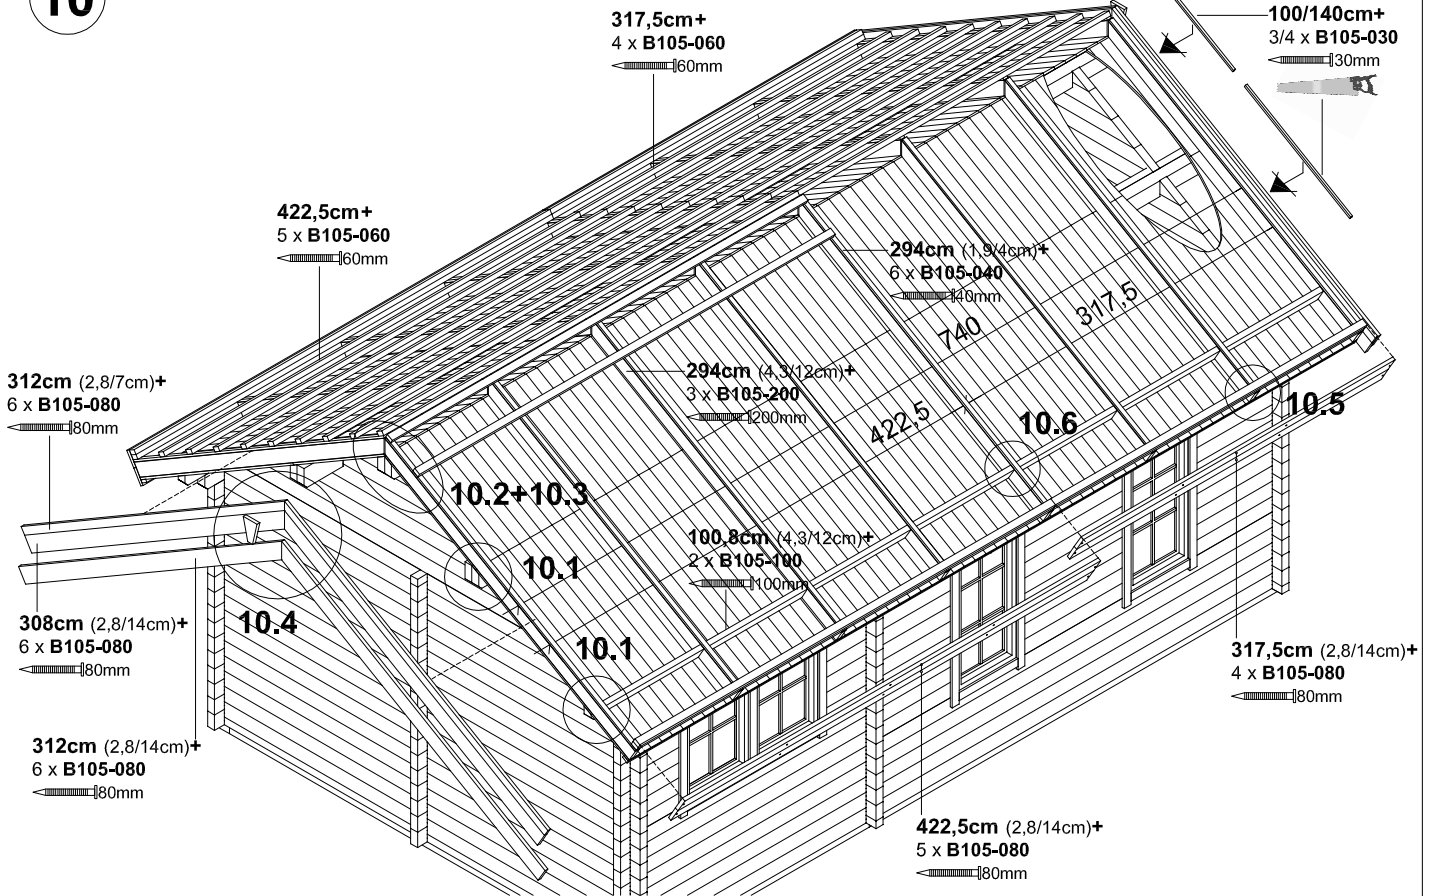 10
317,5cm+
4 x B105-060
60mm
100/140cm+
3/4 x B105-030
30mm
422,5cm+
5 x B105-060
60mm
294cm (1,9/4cm)+
6 x B105-040
40mm
317,5
740
312cm (2,8/7cm)+
6 x B105-080
80mm
294cm (4,3/12cm)+
3 x B105-200
200mm
422,5
10.6
10.5
10.2+10.3
100,8cm (4,3/12cm)+
2 x B105-100
100mm
10.1
10.4
10.1
308cm (2,8/14cm)+
6 x B105-080
80mm
317,5cm (2,8/14cm)+
4 x B105-080
80mm
312cm (2,8/14cm)+
6 x B105-080
80mm
422,5cm (2,8/14cm)+
5 x B105-080
80mm